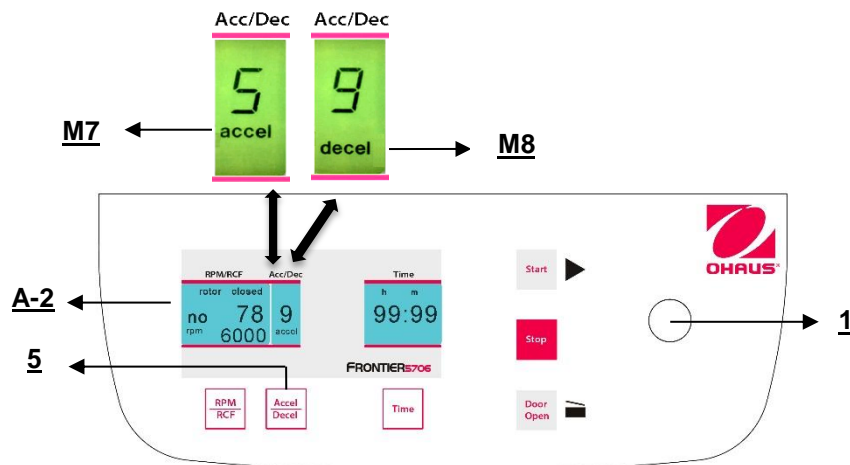 Acc/Dec Acc/Dec
5 9
accel
decel
M7
M8
OHAUS®
RPM/RCF Acc/Dec
Time
rotor closed
h m
no 78 9
rpm 6000 accel
99:99
A-2
5
1
FRONTIER5706
Start
Stop
Door
Open
RPM
RCF
Accel
Decel
Time